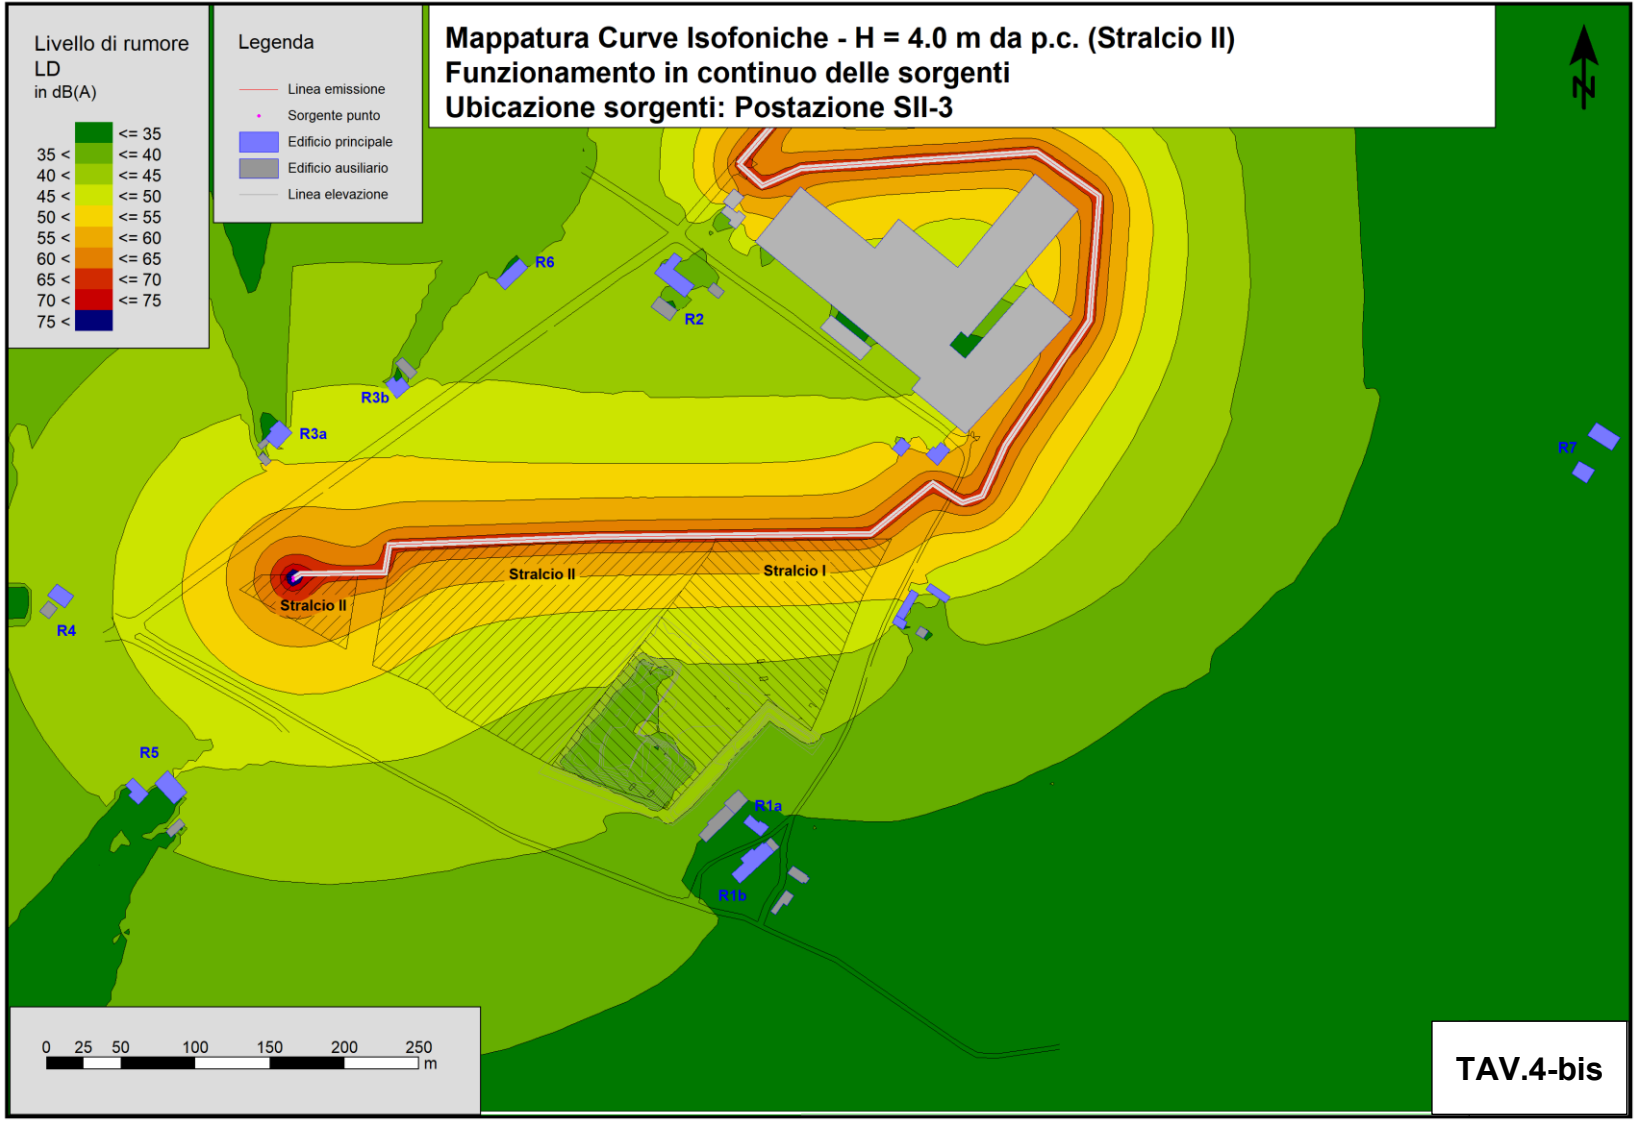 Livello di rumore
LD
in dB(A)
<= 35
35 < <= 40
40 < <= 45
45 < <= 50
50 < <= 55
55 < <= 60
60 < <= 65
65 < <= 70
70 < <= 75
75 <
Legenda
Linea emissione
Sorgente punto
Edificio principale
Edificio ausiliario
Linea elevazione
Mappatura Curve Isofoniche - H = 4.0 m da p.c. (Stralcio II)
Funzionamento in continuo delle sorgenti
Ubicazione sorgenti: Postazione SII-3
N
R6
R2
R3b
R3a
R7
Stralcio II
Stralcio I
Stralcio II
R4
R5
R1a
R1b
0 25 50 100 150 200 250
m
TAV.4-bis